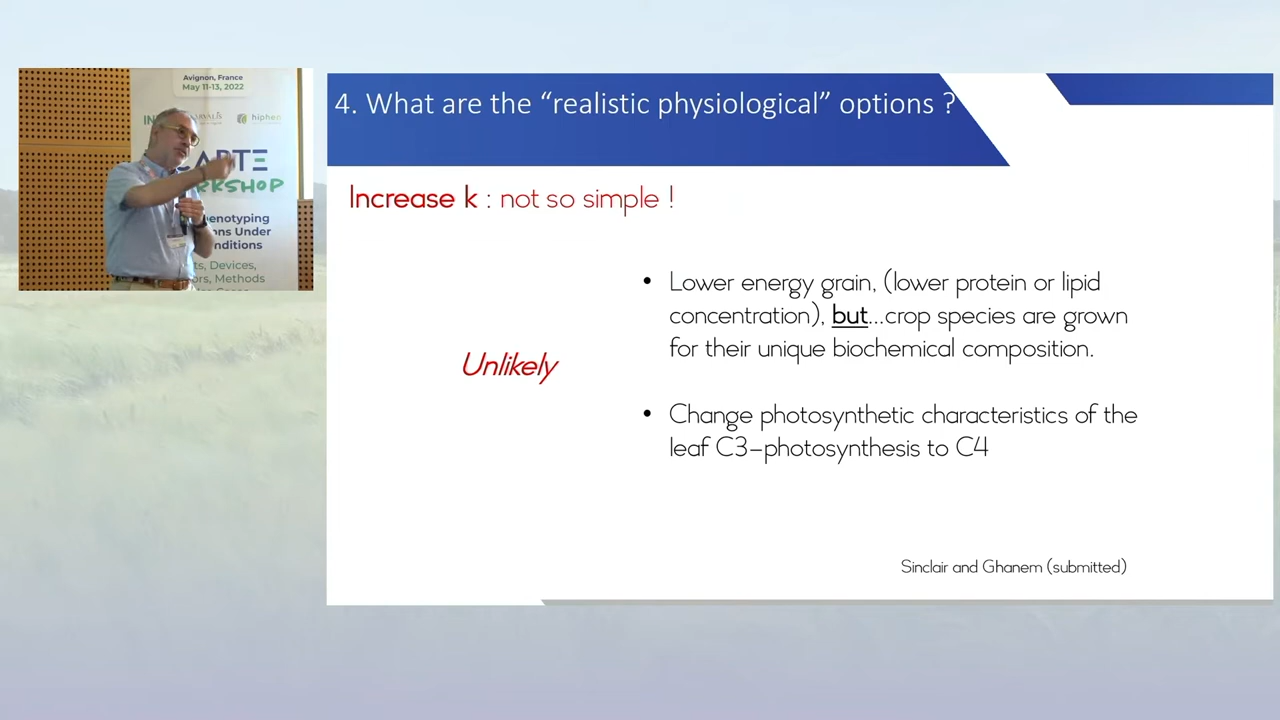 Avignon, France
May 11-13, 2022
hiphen
4. What are the “realistic physiological” options ?
Increase k : not so simple !
• Lower energy grain, (lower protein or lipid
concentration), but...crop species are grown
for their unique biochemical composition.
Unlikely
• Change photosynthetic characteristics of the
leaf C3–photosynthesis to C4
Sinclair and Ghanem (submitted)